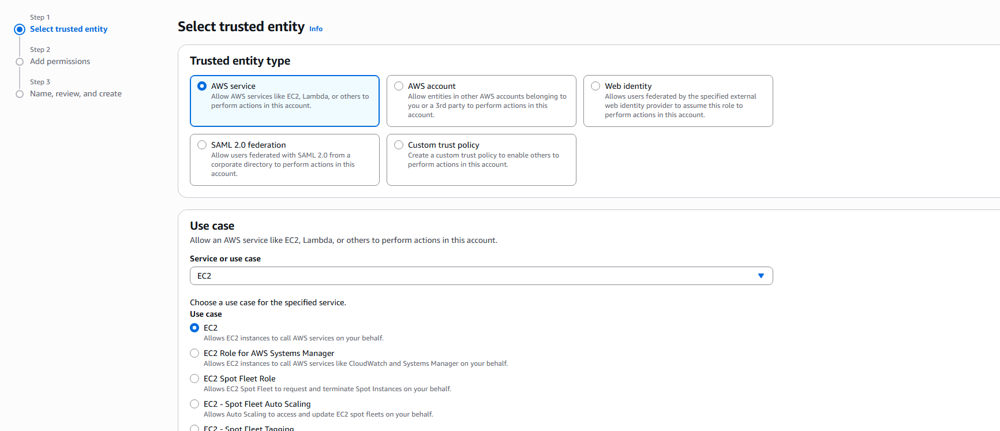 Step 1
Select trusted entity
Step 2
Add permissions
Step 3
Name, review, and create
Select trusted entity Info
Trusted entity type
AWS service
Allow AWS services like EC2, Lambda, or others to
perform actions in this account.
AWS account
Allow entities in other AWS accounts belonging to
you or a 3rd party to perform actions in this
account.
Web identity
Allows users federated by the specified external
web identity provider to assume this role to
perform actions in this account.
SAML 2.0 federation
Allow users federated with SAML 2.0 from a
corporate directory to perform actions in this
account.
Custom trust policy
Create a custom trust policy to enable others to
perform actions in this account.
Use case
Allow an AWS service like EC2, Lambda, or others to perform actions in this account.
Service or use case
EC2
Choose a use case for the specified service.
Use case
EC2
Allows EC2 instances to call AWS services on your behalf.
EC2 Role for AWS Systems Manager
Allows EC2 instances to call AWS services like CloudWatch and Systems Manager on your behalf.
EC2 Spot Fleet Role
Allows EC2 Spot Fleet to request and terminate Spot Instances on your behalf.
EC2 - Spot Fleet Auto Scaling
Allows Auto Scaling to access and update EC2 spot fleets on your behalf.
EC2 - Spot Fleet Tagging